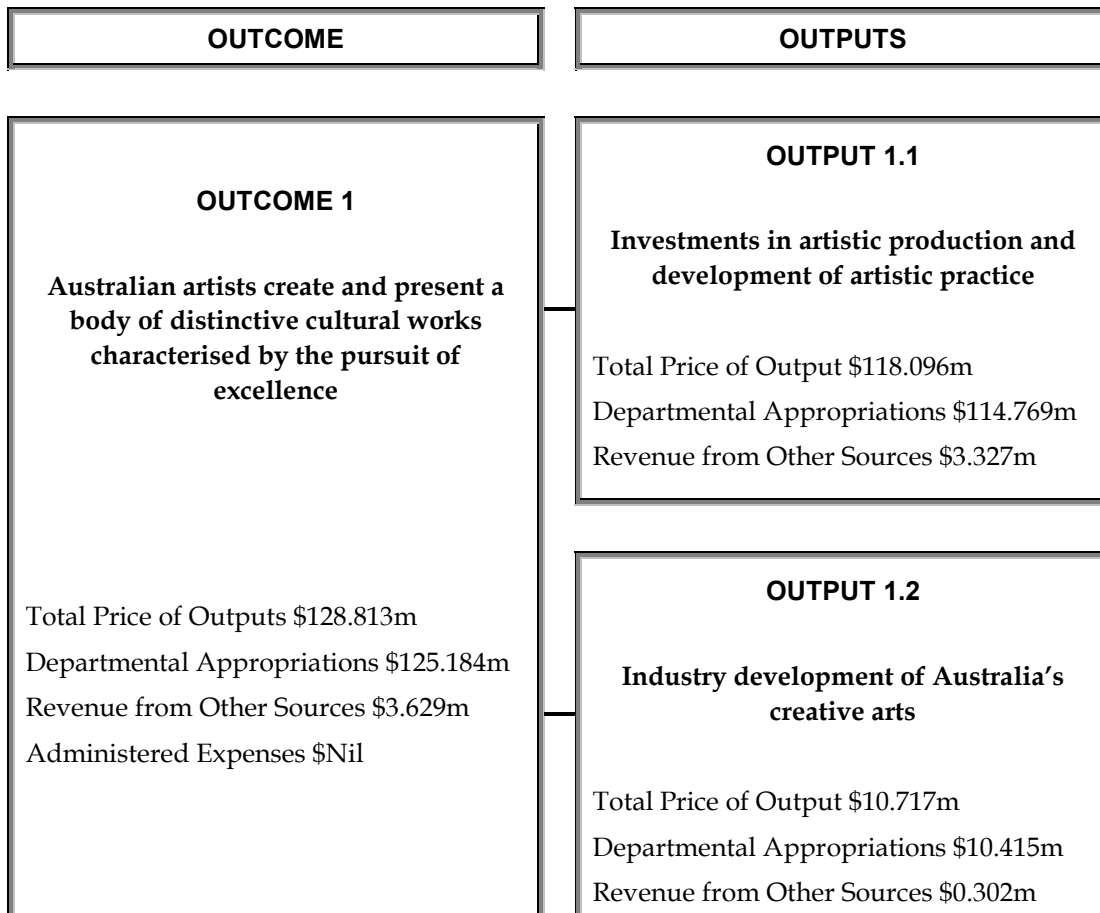 OUTCOME
OUTPUTS
OUTCOME 1
Australian artists create and present a
body of distinctive cultural works
characterised by the pursuit of
excellence
Total Price of Outputs $128.813m
Departmental Appropriations $125.184m
Revenue from Other Sources $3.629m
Administered Expenses $Nil
OUTPUT 1.1
Investments in artistic production and
development of artistic practice
Total Price of Output $118.096m
Departmental Appropriations $114.769m
Revenue from Other Sources $3.327m
OUTPUT 1.2
Industry development of Australia’s
creative arts
Total Price of Output $10.717m
Departmental Appropriations $10.415m
Revenue from Other Sources $0.302m